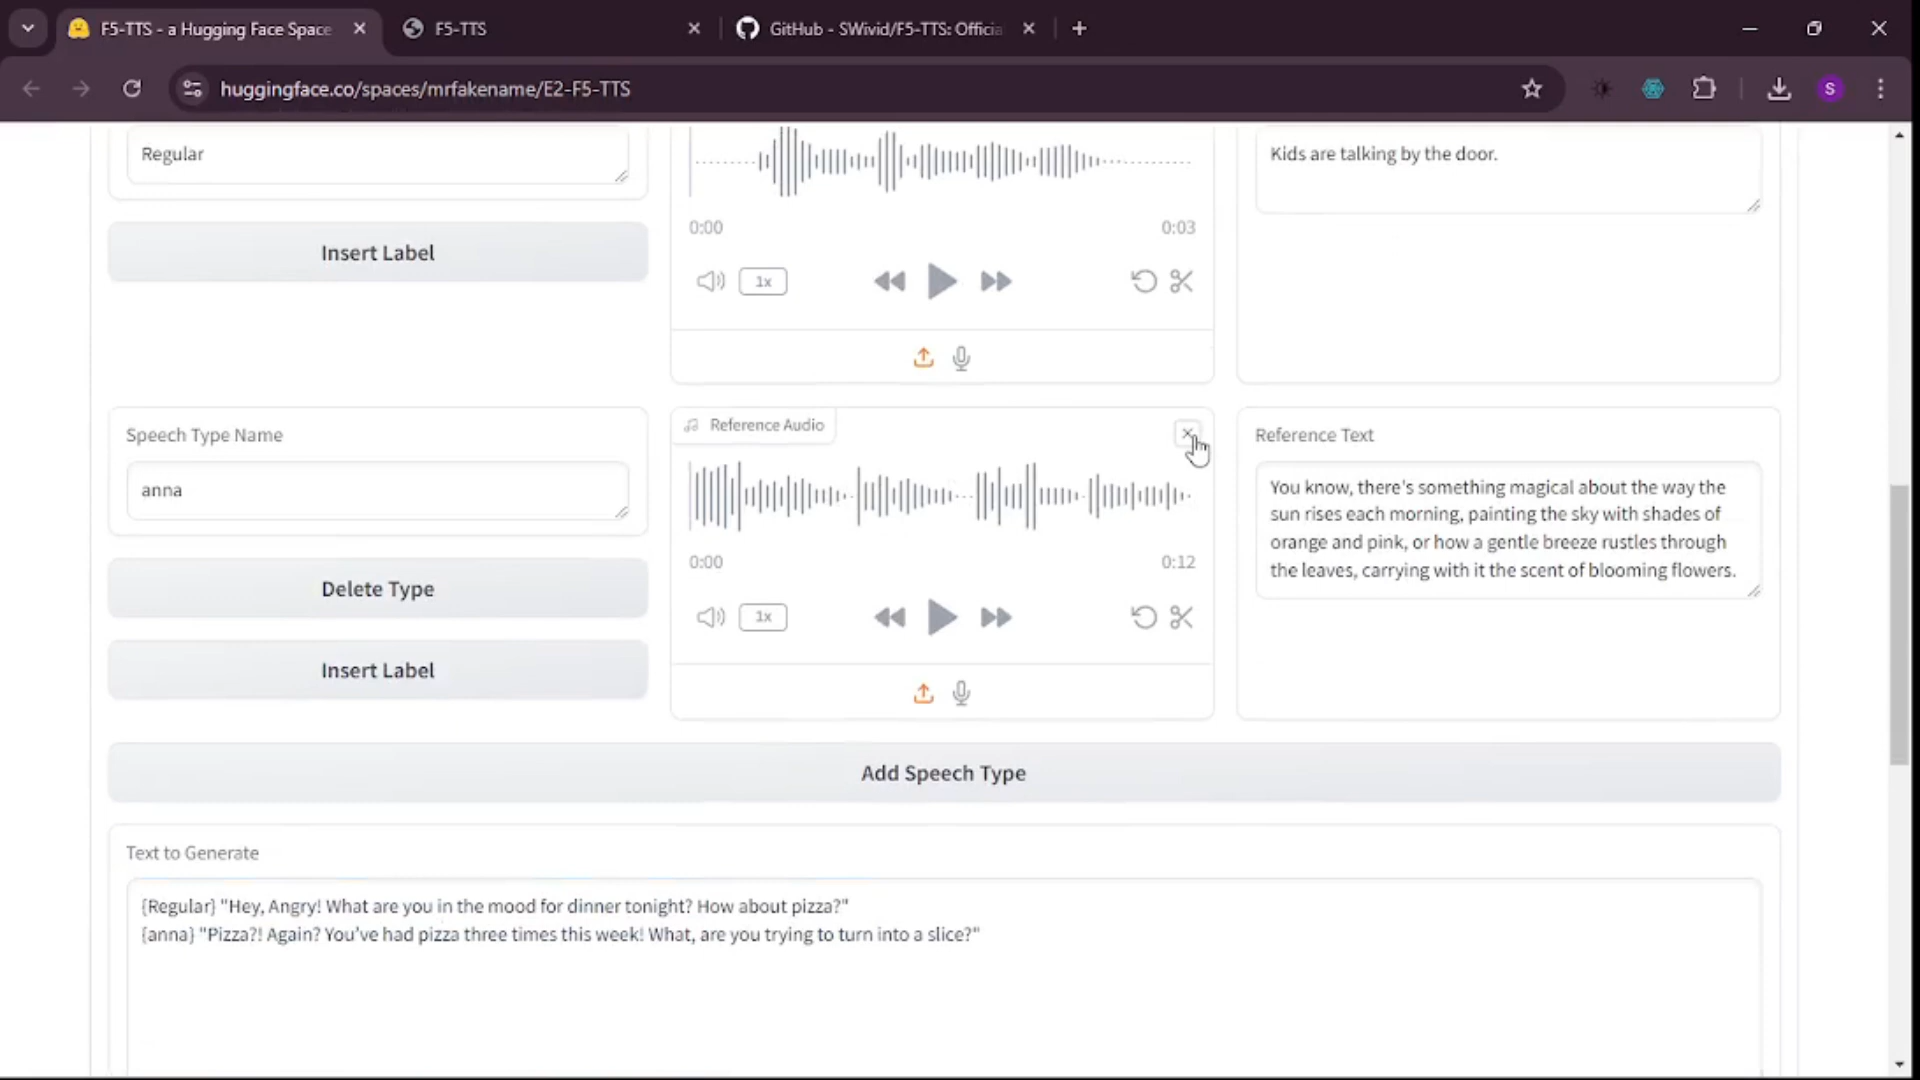 F5-TTS - a Hugging Face Space
F5-TTS
GitHub - SWivid/F5-TTS: Officia
huggingface.co/spaces/mrfakename/E2-F5-TTS
S
Regular
Kids are talking by the door.
0:00
0:03
Insert Label
1x
Speech Type Name
Reference Audio
Reference Text
anna
You know, there's something magical about the way the
sun rises each morning, painting the sky with shades of
orange and pink, or how a gentle breeze rustles through
the leaves, carrying with it the scent of blooming flowers.
0:00
0:12
Delete Type
1x
Insert Label
Add Speech Type
Text to Generate
{Regular} "Hey, Angry! What are you in the mood for dinner tonight? How about pizza?"
{anna} "Pizza?! Again? You've had pizza three times this week! What, are you trying to turn into a slice?"